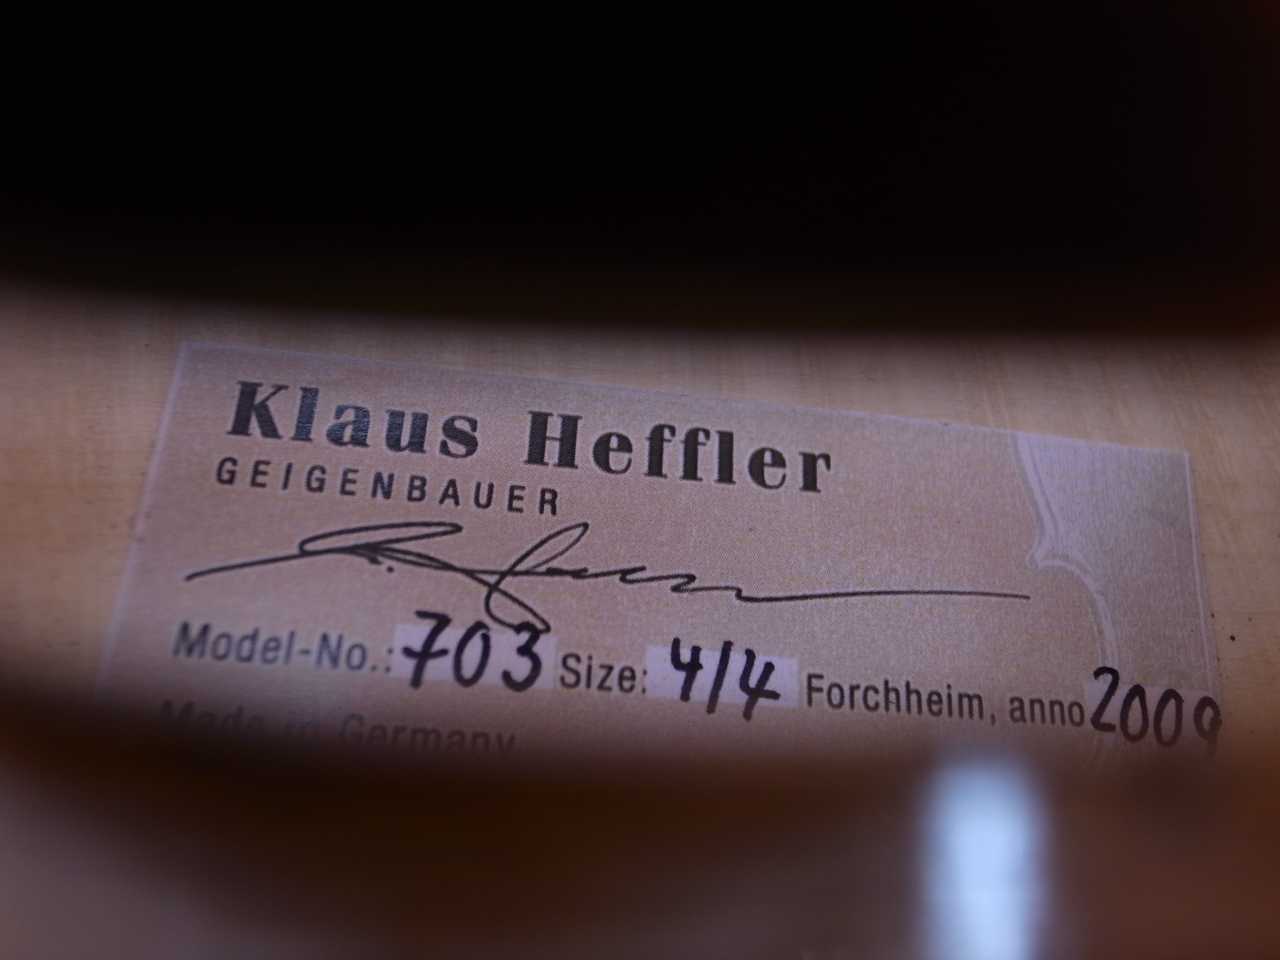 Klaus Heffler
GEIGENBAUER
Model-No.: 703 Size: 4/4 Forchheim, anno 2009
Made in Germany